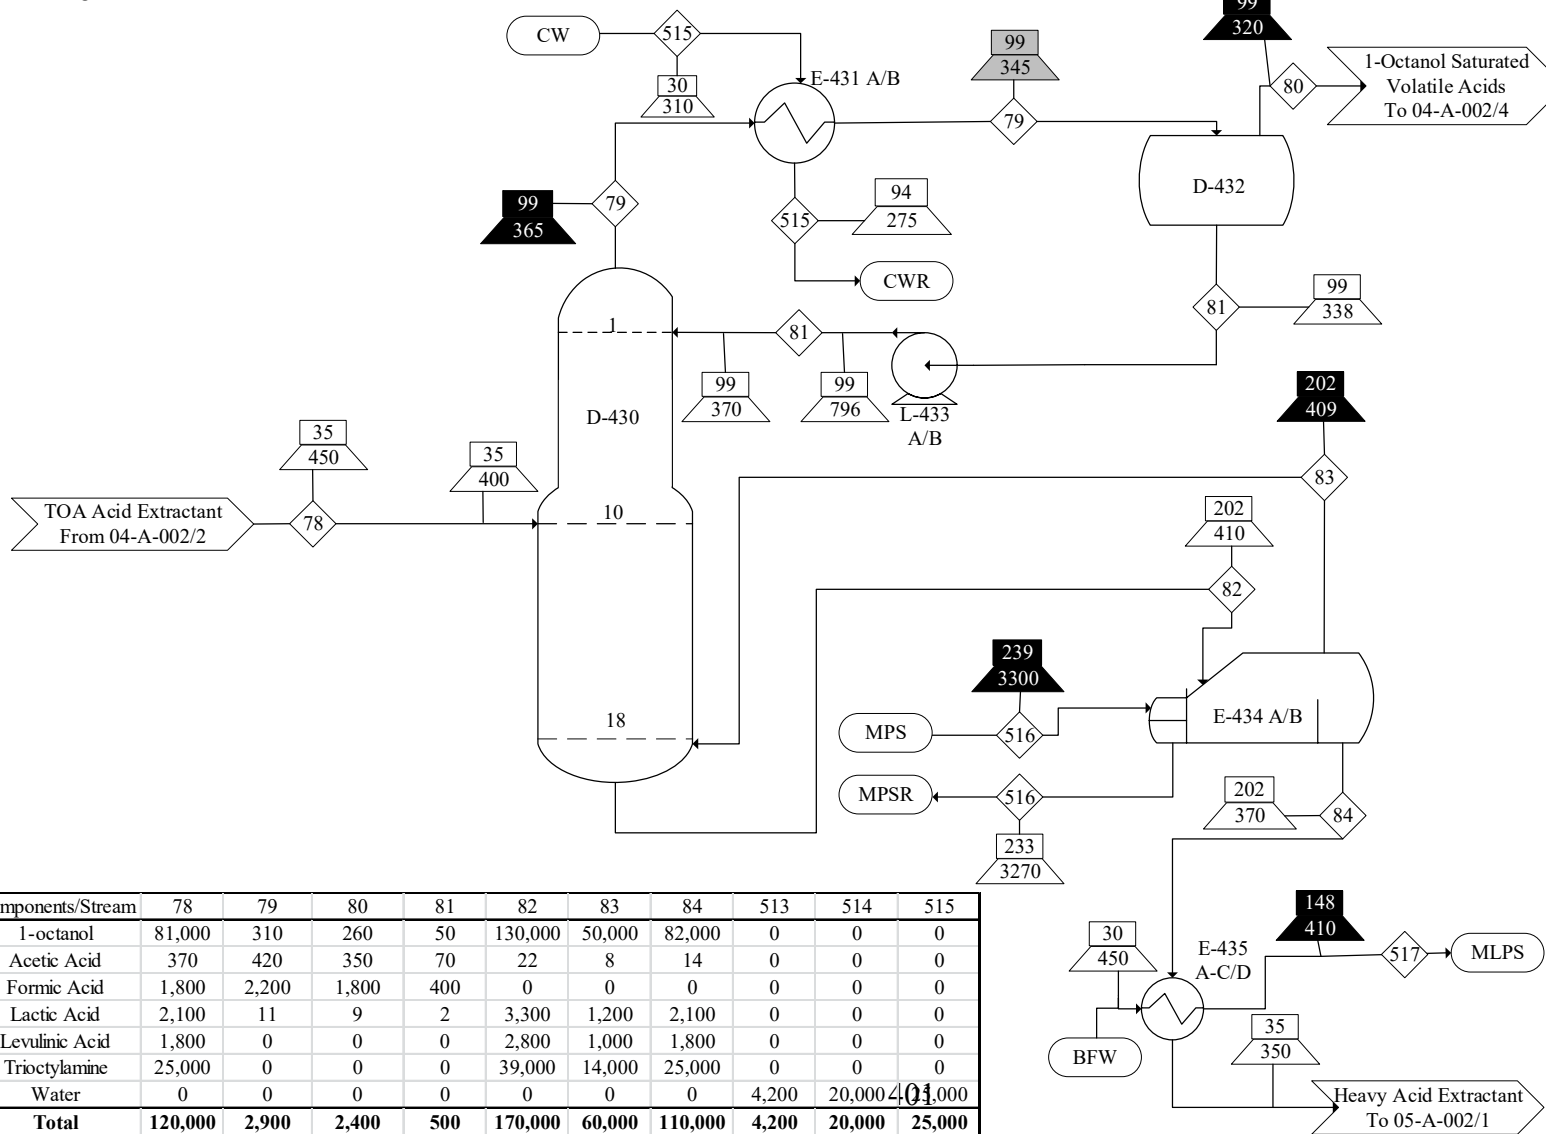 99
320
CW
515
30
310
E-431 A/B
99
345
79
80
1-Octanol Saturated
Volatile Acids
To 04-A-002/4
D-432
99
365
79
515
94
275
CWR
81
99
338
1
81
99
370
99
796
L-433
A/B
D-430
202
409
83
35
450
35
400
TOA Acid Extractant
From 04-A-002/2
78
10
202
410
82
18
239
3300
MPS
516
E-434 A/B
MPSR
516
233
3270
202
370
84
148
410
30
450
E-435
A-C/D
517
MLPS
BFW
35
350
Heavy Acid Extractant
To 05-A-002/1
mponents/Stream 78 79 80 81 82 83 84 513 514 515
1-octanol 81,000 310 260 50 130,000 50,000 82,000 0 0 0
Acetic Acid 370 420 350 70 22 8 14 0 0 0
Formic Acid 1,800 2,200 1,800 400 0 0 0 0 0 0
Lactic Acid 2,100 11 9 2 3,300 1,200 2,100 0 0 0
Levulinic Acid 1,800 0 0 0 2,800 1,000 1,800 0 0 0
Trioctylamine 25,000 0 0 0 39,000 14,000 25,000 0 0 0
Water 0 0 0 0 0 0 0 4,200 20,000 25,000
401
Total 120,000 2,900 2,400 500 170,000 60,000 110,000 4,200 20,000 25,000